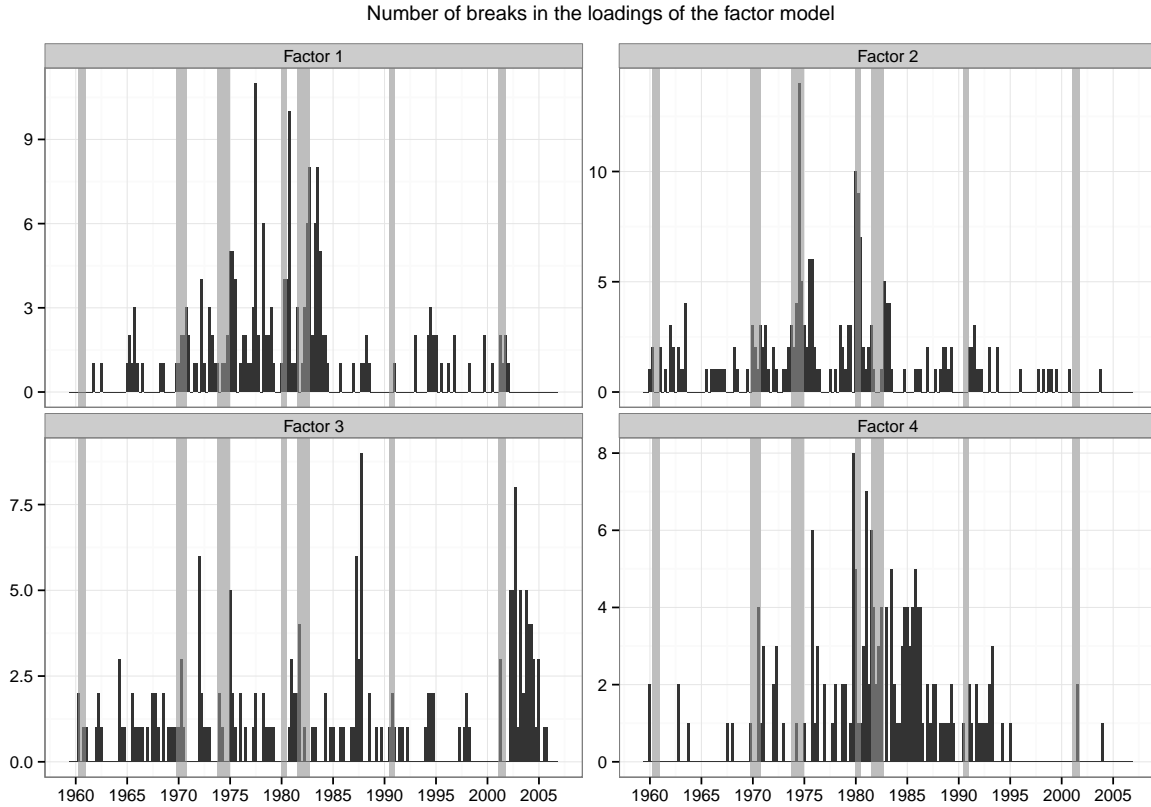 Number of breaks in the loadings of the factor model
Factor 1
Factor 2
9
6
3
0
10
5
0
Factor 3
Factor 4
7.5
5.0
2.5
0.0
8
6
4
2
0
1960 1965 1970 1975 1980 1985 1990 1995 2000 2005
1960 1965 1970 1975 1980 1985 1990 1995 2000 2005